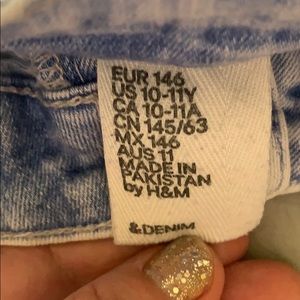 EUR 146
US 10-11Y
CA 10-11A
CN 145/63
MX 146
AUS 11
MADE IN
PAKISTAN
by H&M
&DENIM